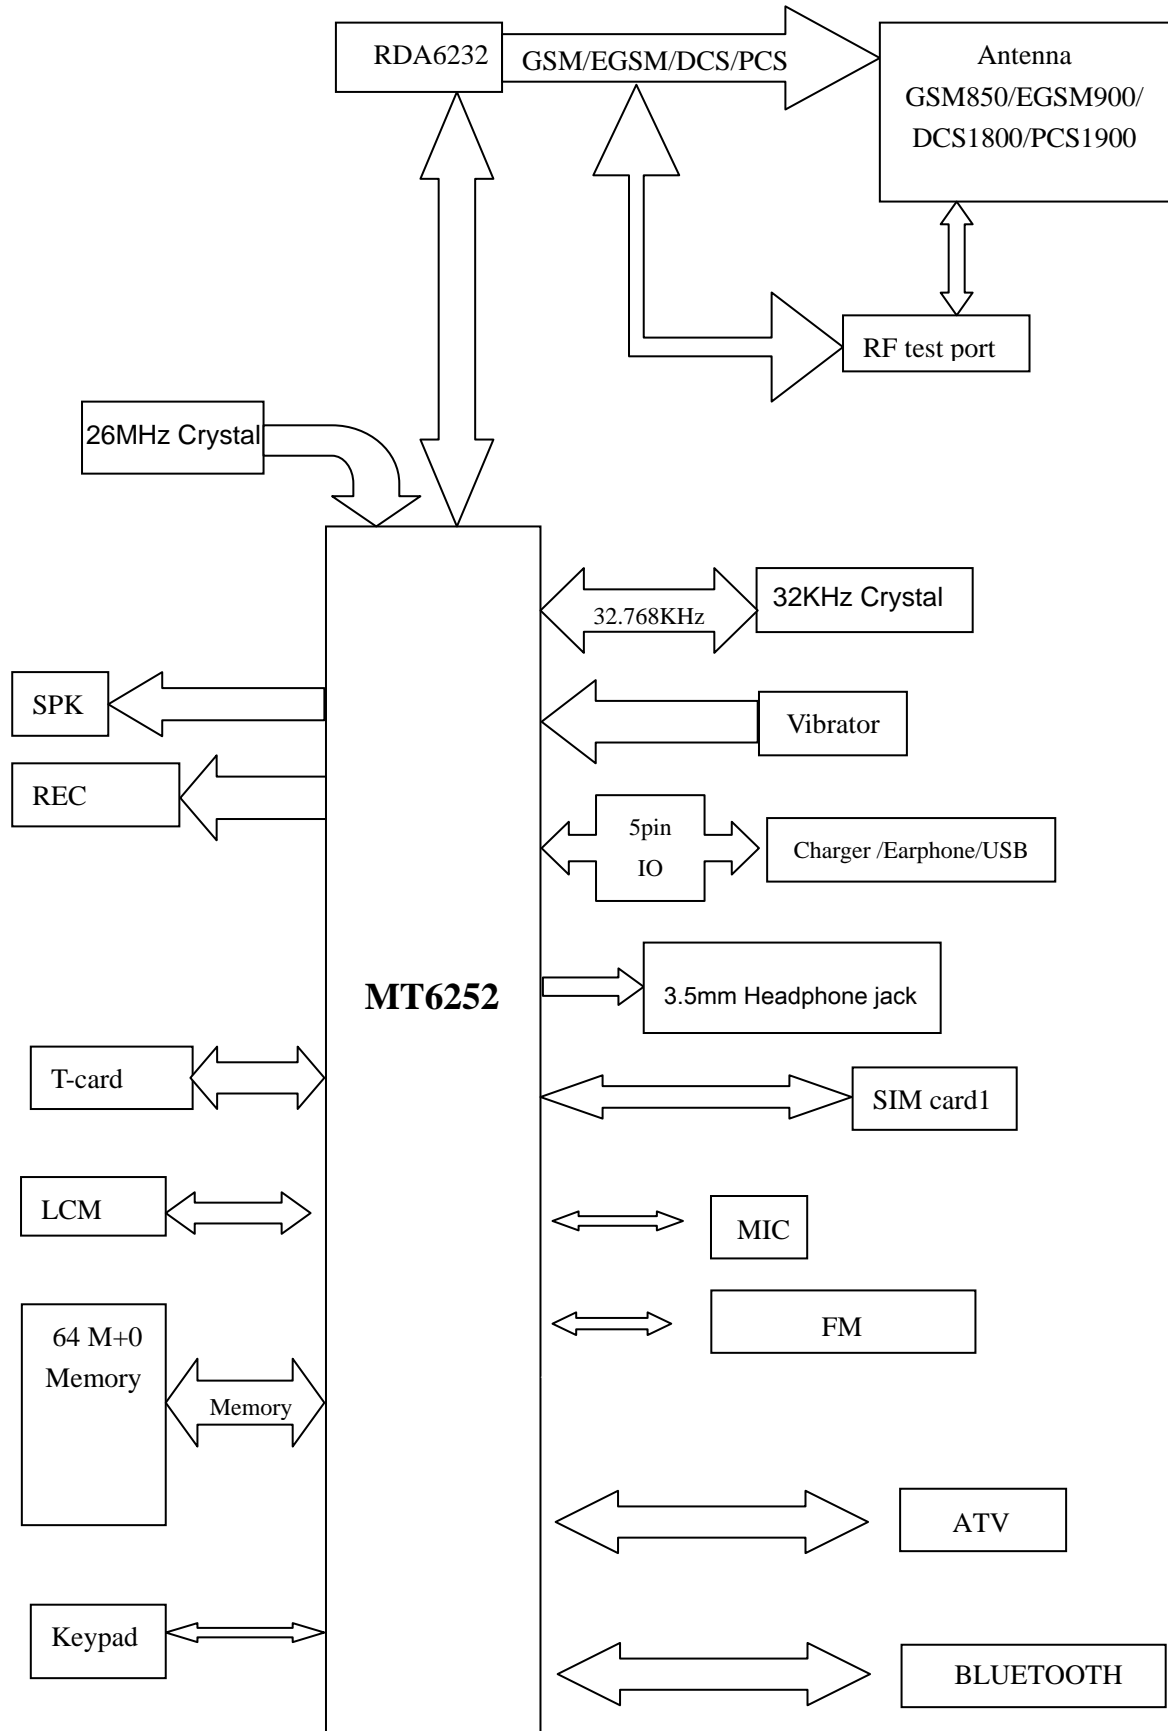 RDA6232
GSM/EGSM/DCS/PCS
Antenna
GSM850/EGSM900/
DCS1800/PCS1900
RF test port
26MHz Crystal
32.768KHz
32KHz Crystal
SPK
Vibrator
REC
5pin
IO
Charger /Earphone/USB
MT6252
3.5mm Headphone jack
T-card
SIM card1
LCM
MIC
64 M+0
Memory
Memory
FM
ATV
Keypad
BLUETOOTH